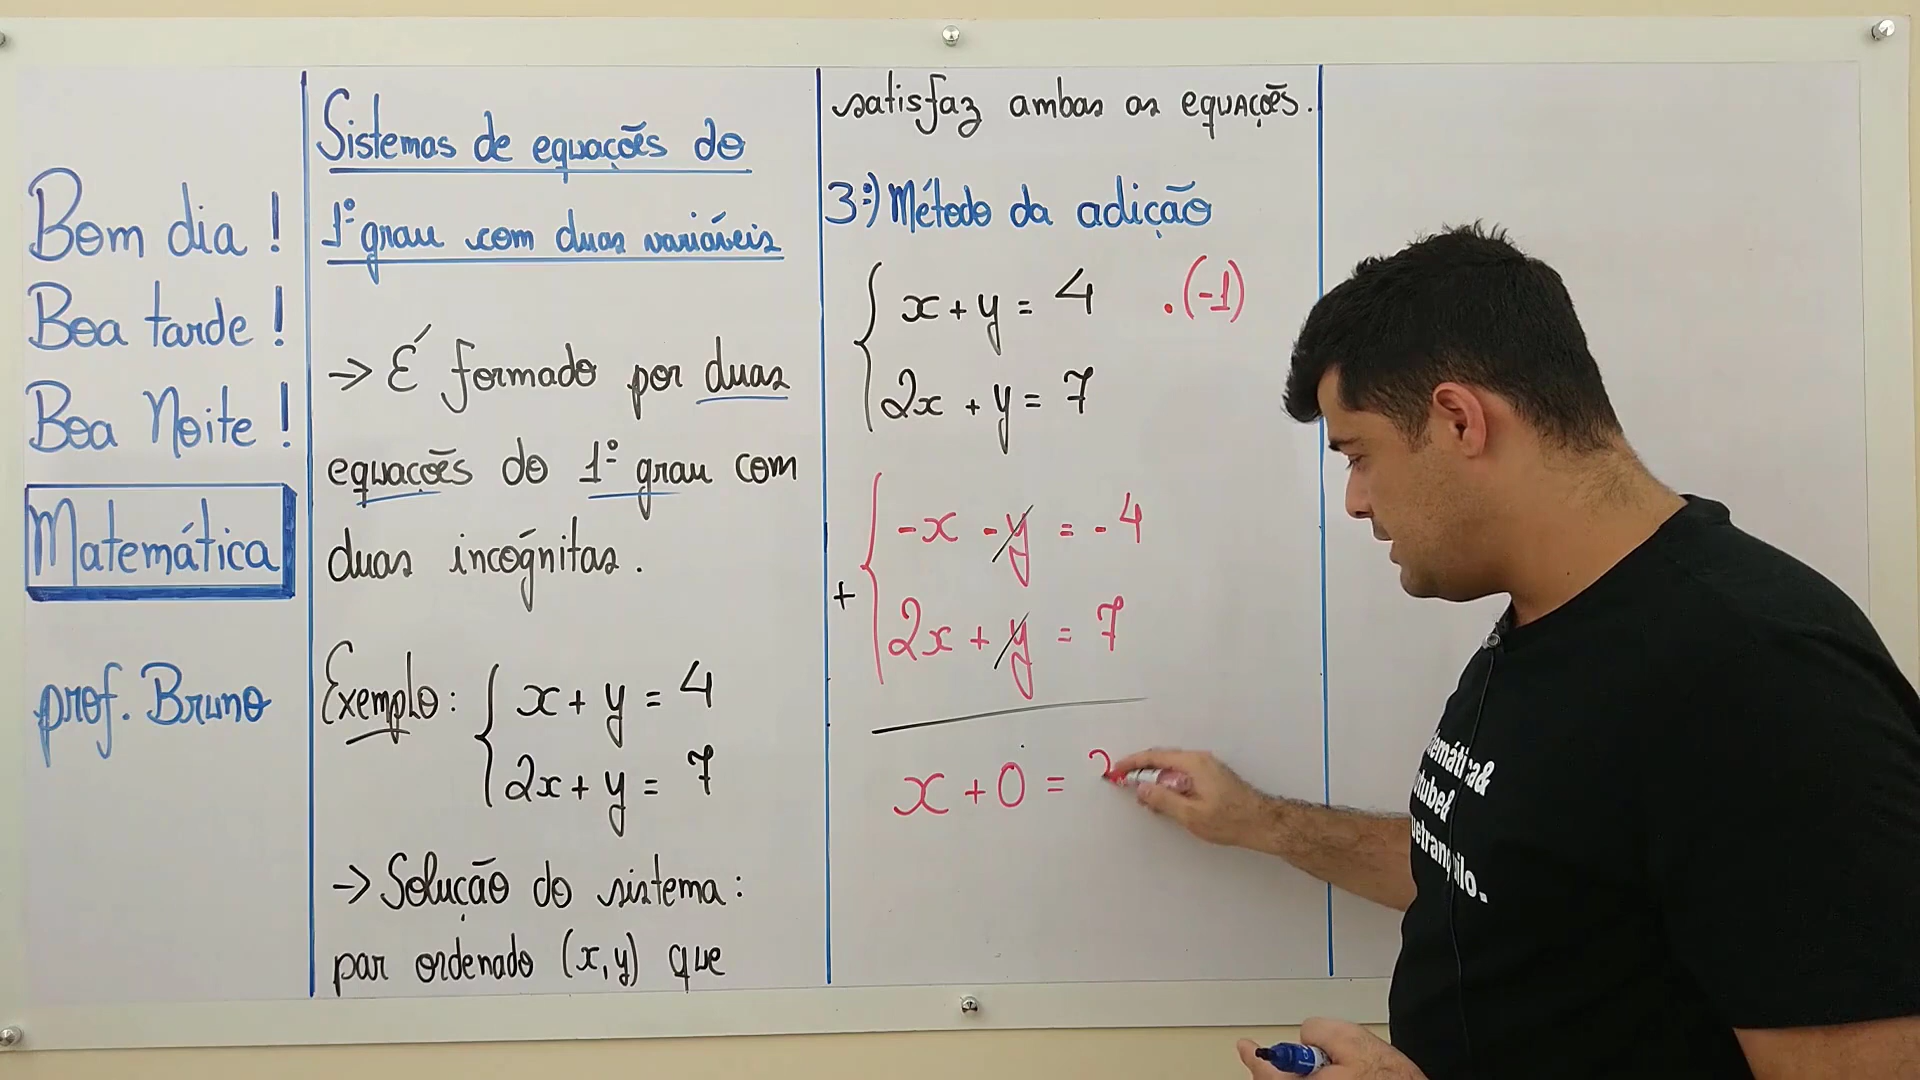 Bom dia!
Boa tarde!
Boa Noite!
Matemática
prof. Bruno
Sistemas de equações do
1º grau com duas variáveis
→ É formado por duas
equações do 1º grau com
duas incógnitas.
Exemplo: { x + y = 4
2x + y = 7
→ Solução do sistema:
par ordenado (x, y) que
satisfaz ambas as equações.
3º) Método da adição
x + y = 4 . (-1)
2x + y = 7
-x - y = -4
+
2x + y = 7
x + 0 =